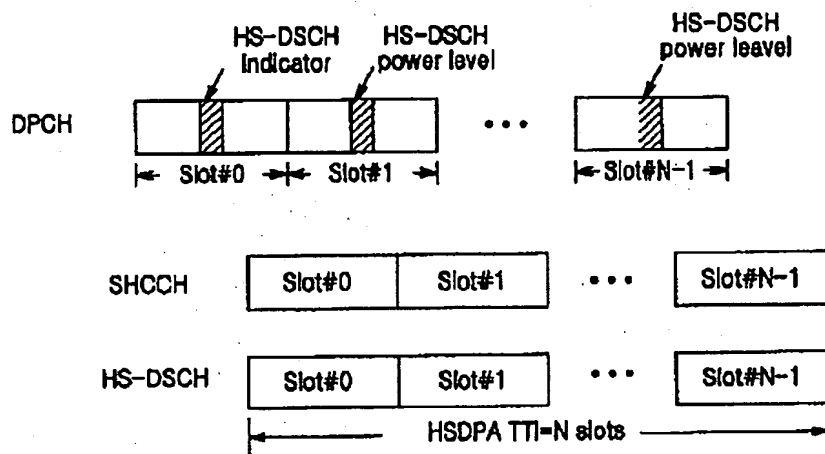 HS-DSCH
indicator
HS-DSCH
power level
HS-DSCH
power leavel
DPCH
Slot#0
Slot#1
Slot#N-1
SHCCH
Slot#0
Slot#1
Slot#N-1
HS-DSCH
Slot#0
Slot#1
Slot#N-1
HSDPA TTI=N slots